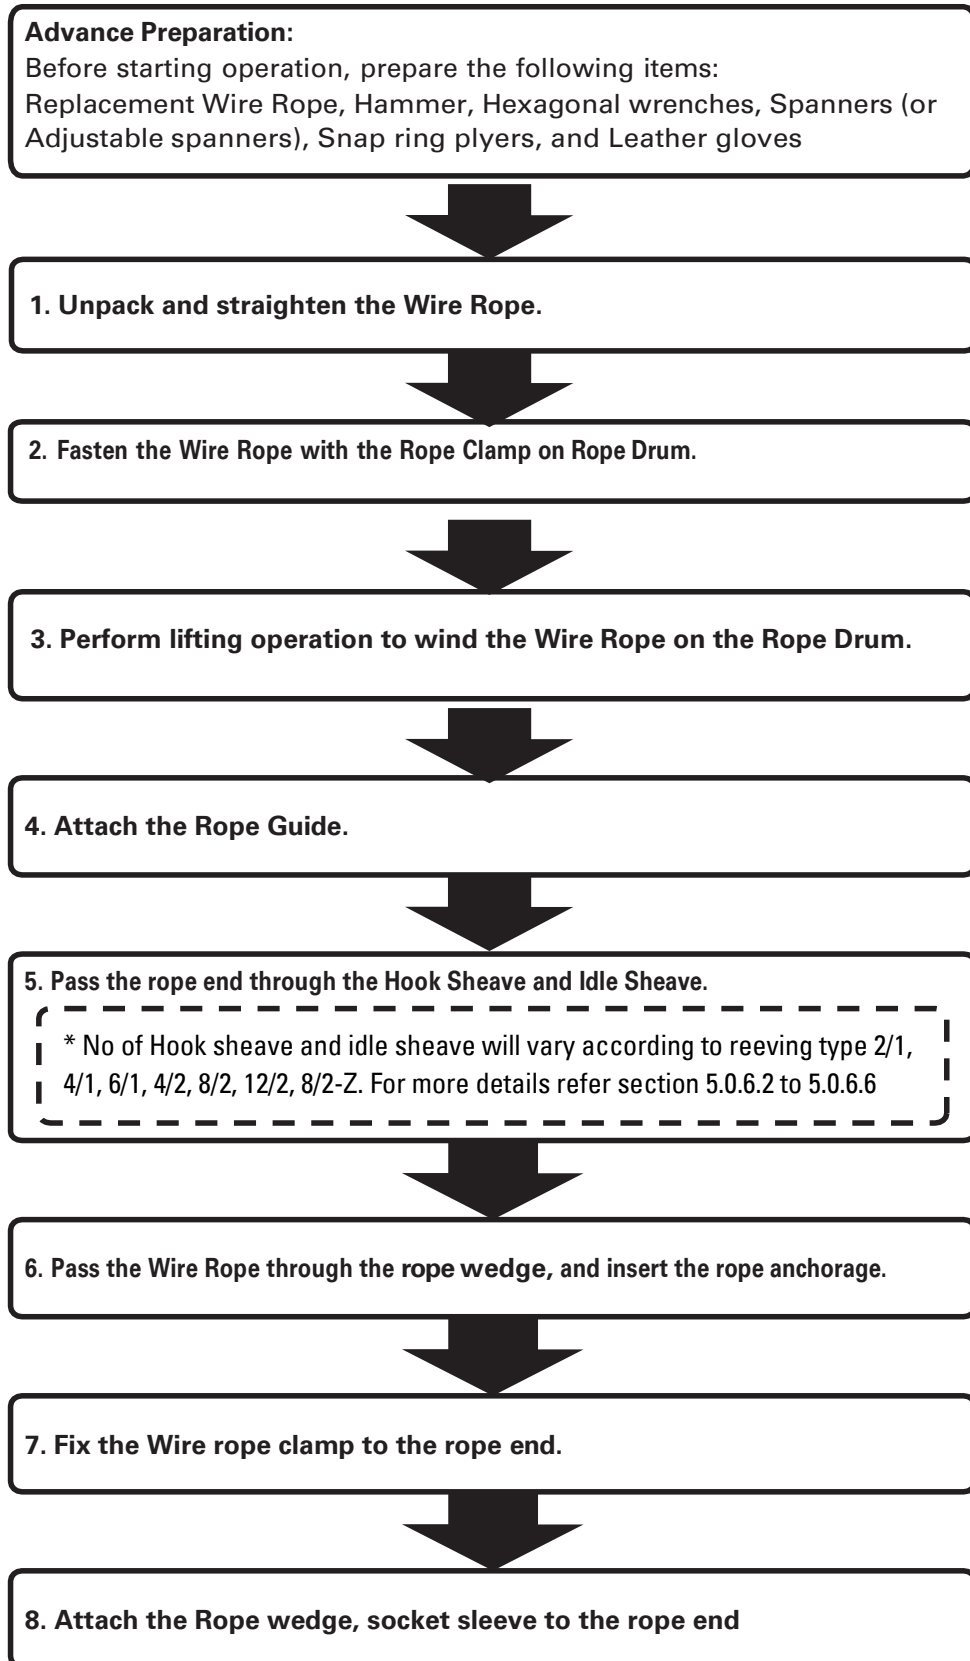 Advance Preparation:
Before starting operation, prepare the following items:
Replacement Wire Rope, Hammer, Hexagonal wrenches, Spanners (or
Adjustable spanners), Snap ring plyers, and Leather gloves
1. Unpack and straighten the Wire Rope.
2. Fasten the Wire Rope with the Rope Clamp on Rope Drum.
3. Perform lifting operation to wind the Wire Rope on the Rope Drum.
4. Attach the Rope Guide.
5. Pass the rope end through the Hook Sheave and Idle Sheave.
* No of Hook sheave and idle sheave will vary according to reeving type 2/1,
4/1, 6/1, 4/2, 8/2, 12/2, 8/2-Z. For more details refer section 5.0.6.2 to 5.0.6.6
6. Pass the Wire Rope through the rope wedge, and insert the rope anchorage.
7. Fix the Wire rope clamp to the rope end.
8. Attach the Rope wedge, socket sleeve to the rope end